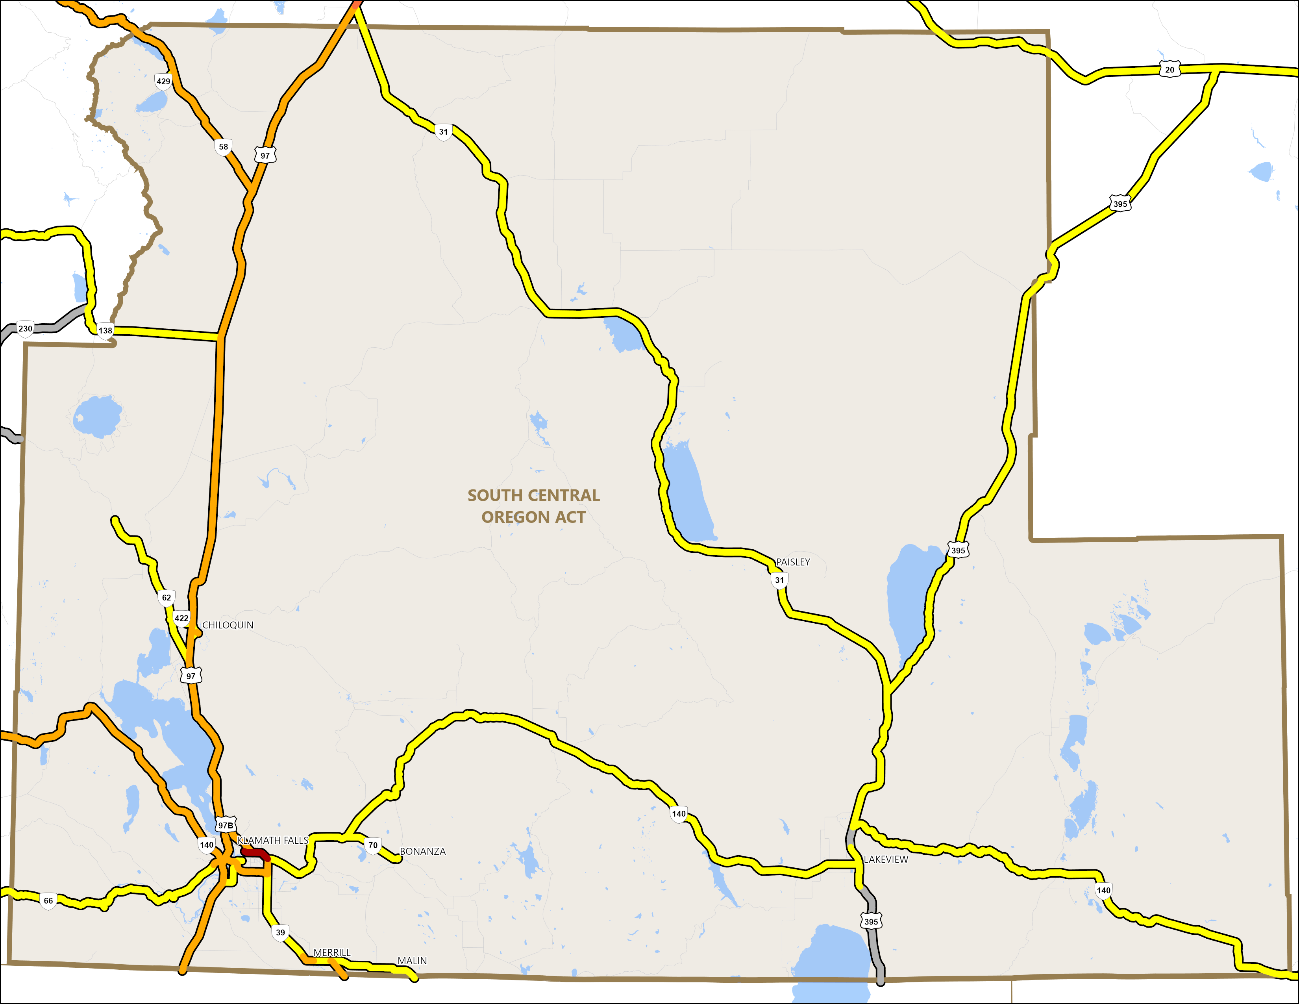 20
429
31
58
97
395
230
138
SOUTH CENTRAL
OREGON ACT
395
PAISLEY
31
62
422
CHILOQUIN
97
140
97B
KLAMATH FALLS
140
70
BONANZA
LAKEVIEW
140
66
395
39
MERRILL
MALIN